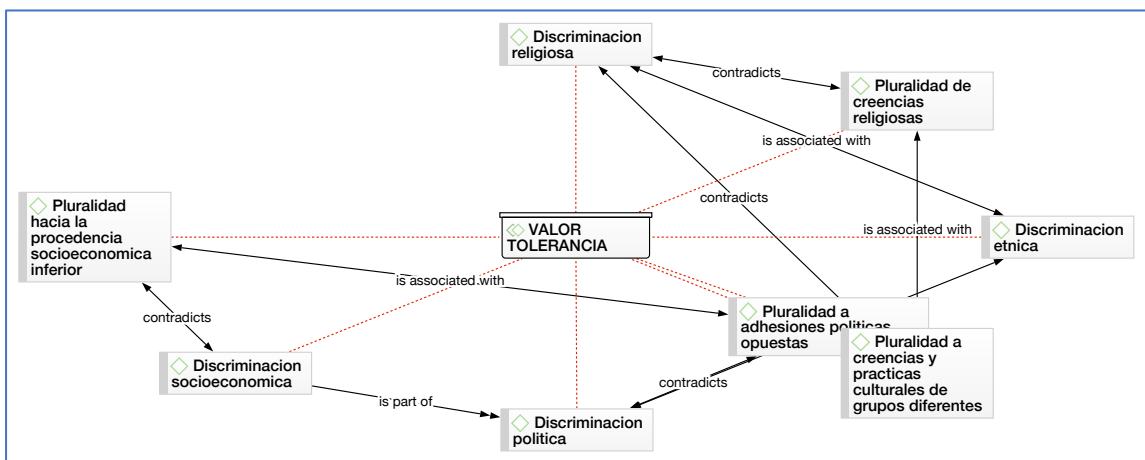 Discriminacion
religiosa
contradicts
Pluralidad de
creencias
religiosas
is associated with
contradicts
Pluralidad
hacia la
procedencia
socioeconomica
inferior
VALOR
TOLERANCIA
Discriminacion
etnica
is associated with
is associated with
contradicts
Pluralidad a
adhesiones politicas
opuestas
Pluralidad a
creencias y
practicas
culturales de
grupos diferentes
Discriminacion
socioeconomica
contradicts
is part of
Discriminacion
politica